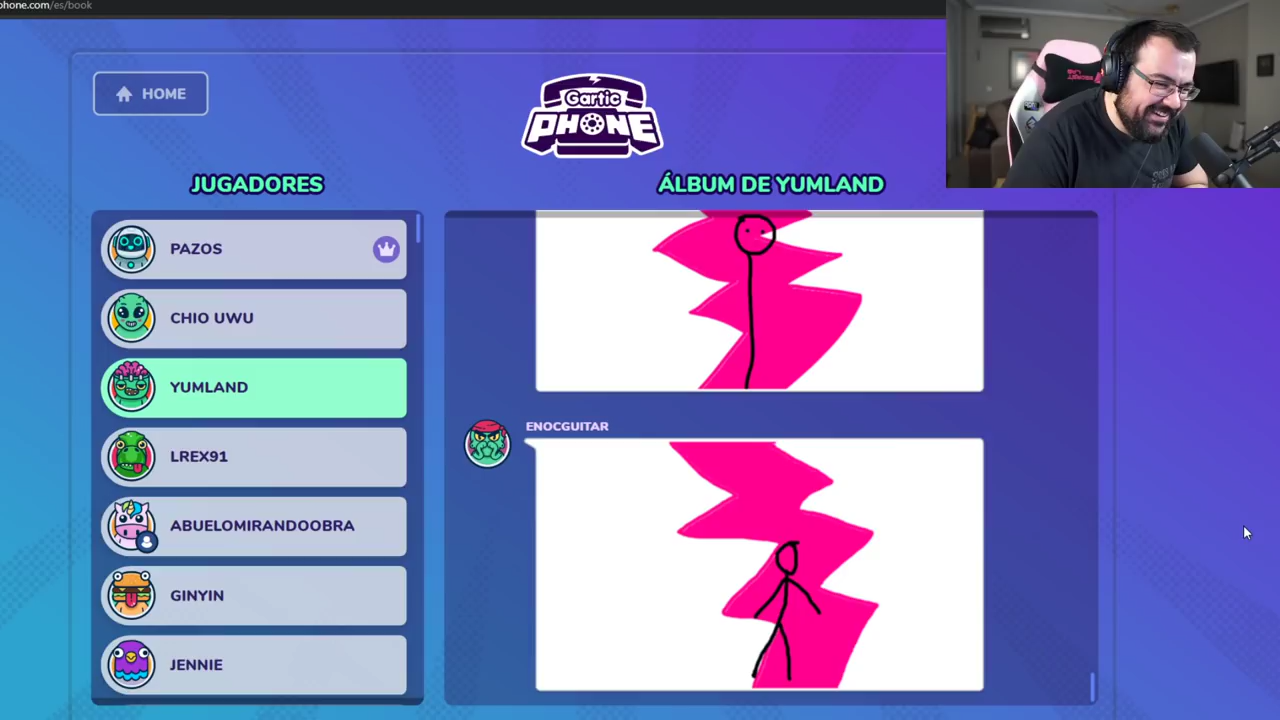 phone.com/es/book
HOME
Gartic
PHONE
JUGADORES
ÁLBUM DE YUMLAND
PAZOS
CHIO UWU
YUMLAND
LREX91
ABUELOMIRANDOOBRA
GINYIN
JENNIE
ENOCGUITAR